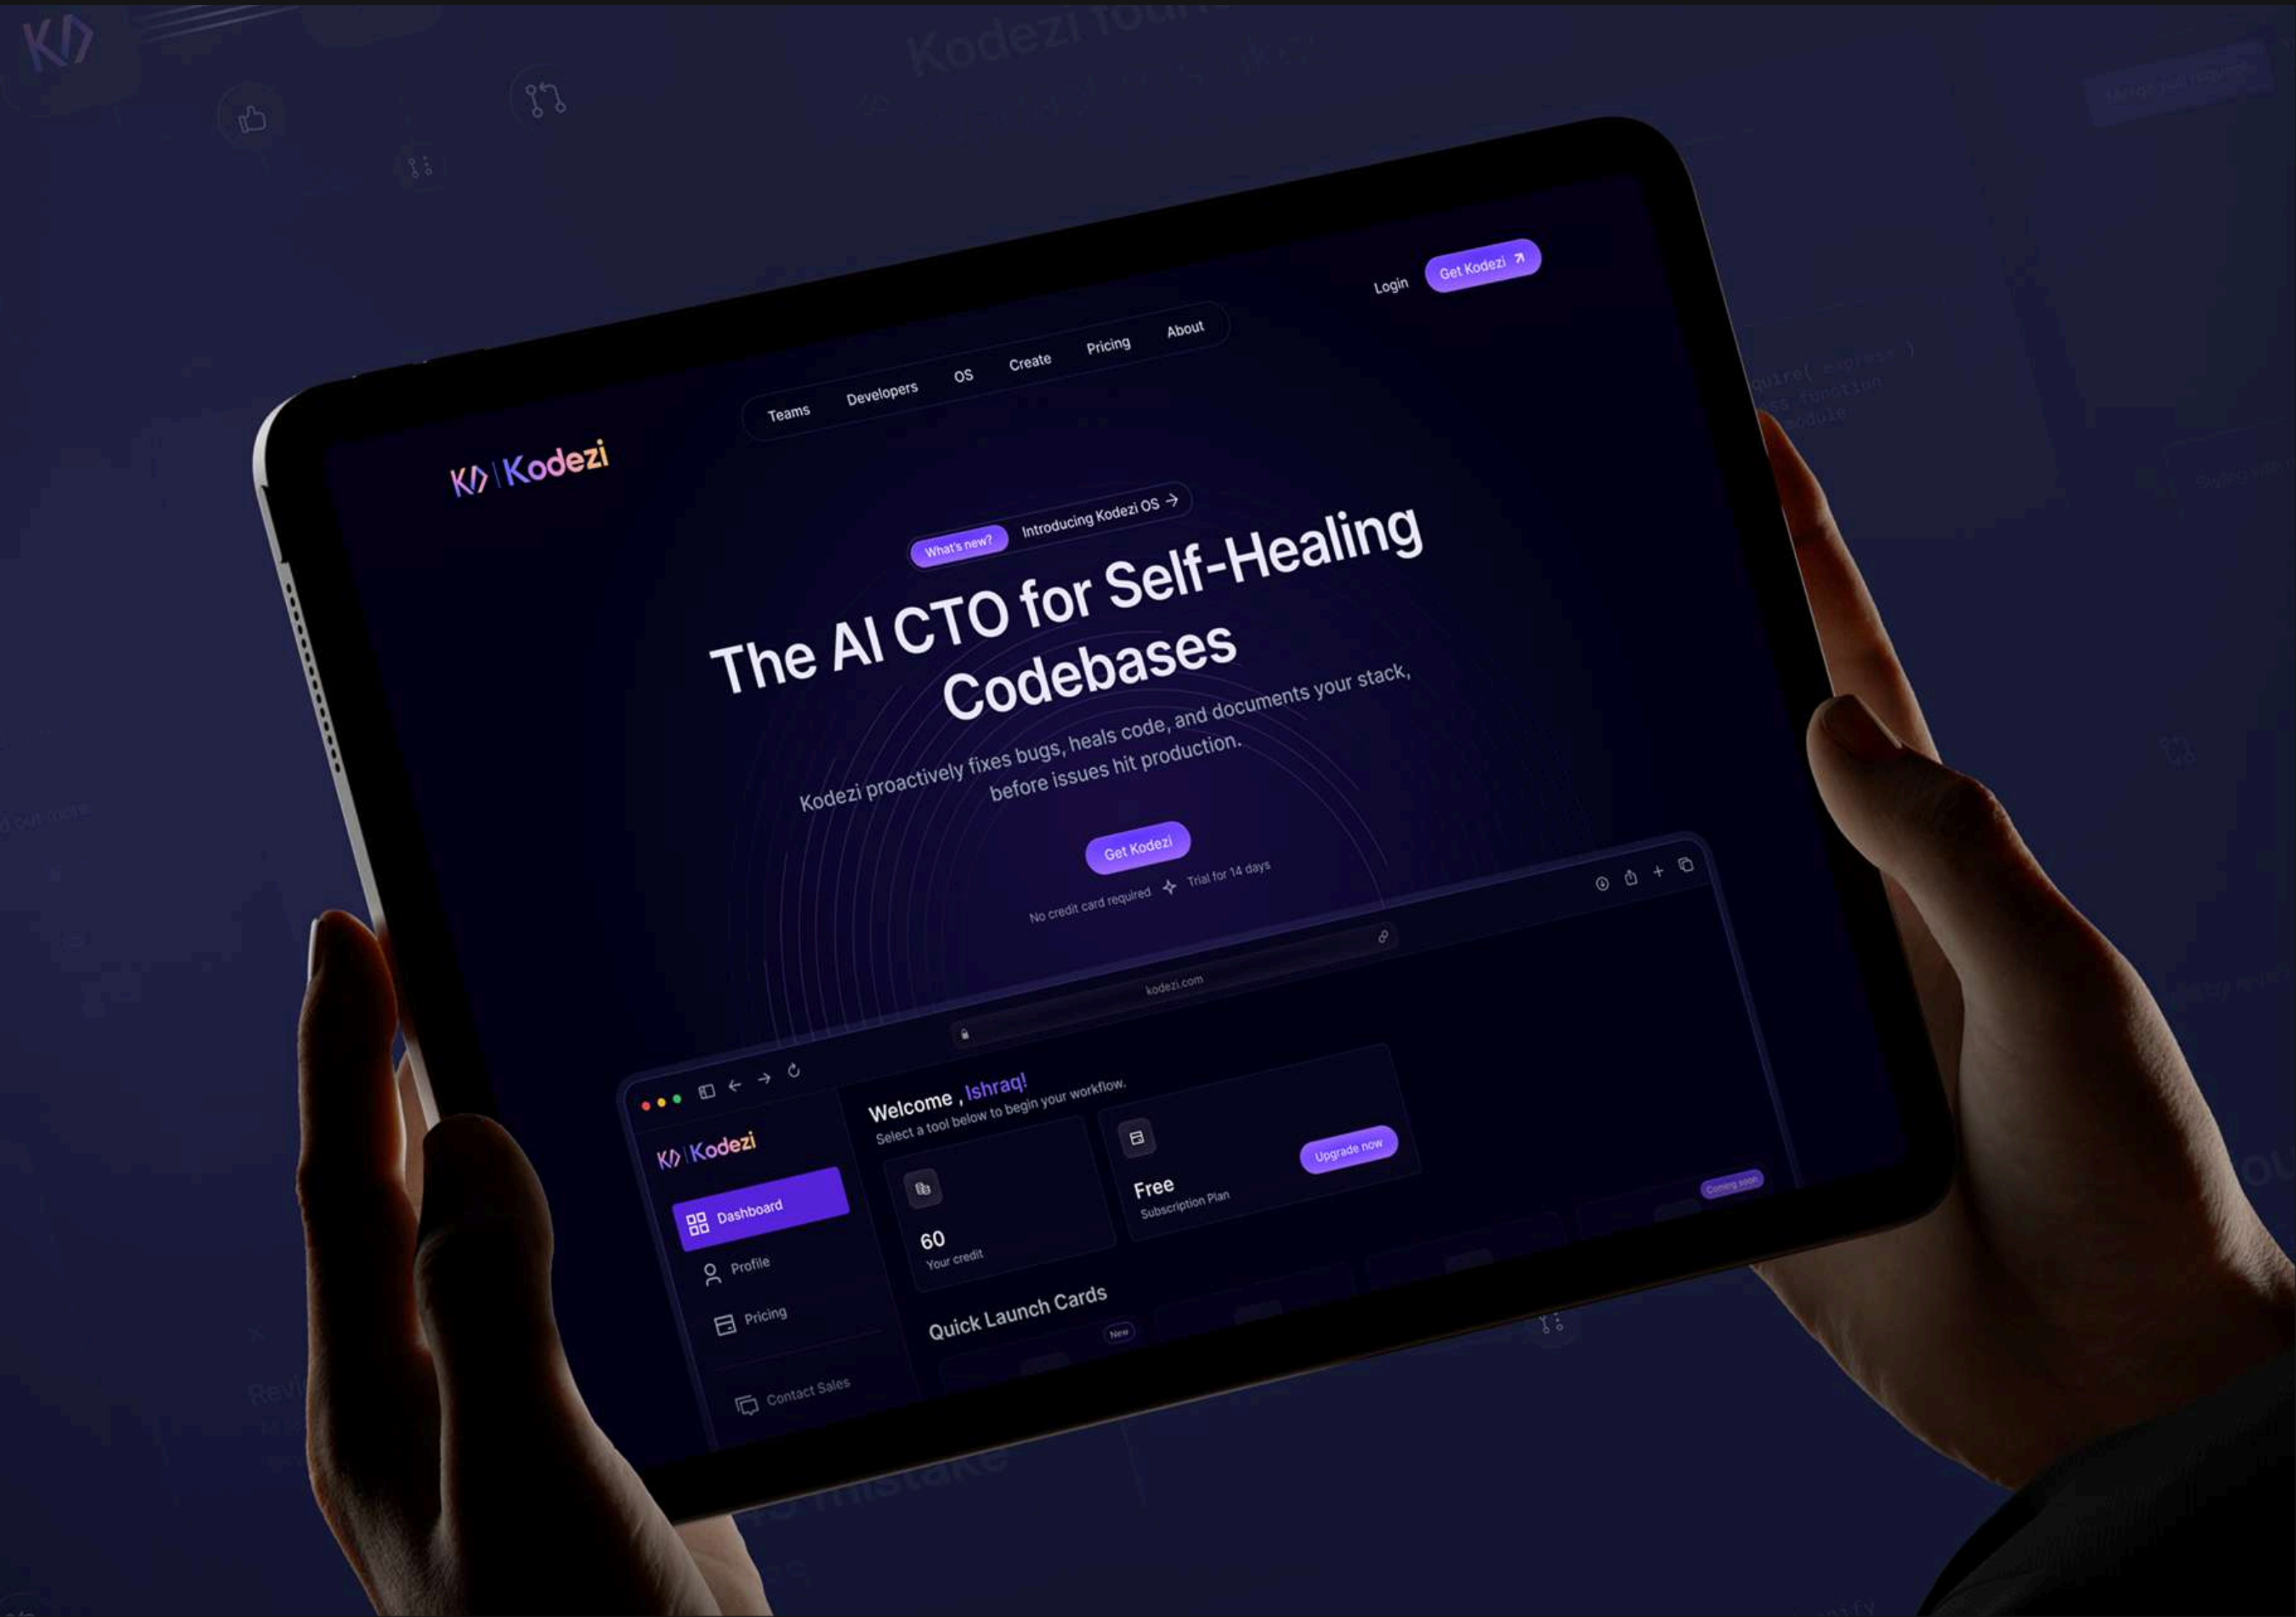 Kodezi
Login
Get Kodezi
Teams
Developers
OS
Create
Pricing
About
Kodezi
What's new?
Introducing Kodezi OS
The AI CTO for Self-Healing
Codebases
Kodezi proactively fixes bugs, heals code, and documents your stack,
before issues hit production.
Get Kodezi
No credit card required
Trial for 14 days
kodezi.com
Kodezi
Dashboard
Profile
Pricing
Contact Sales
Welcome , Ishraq!
Select a tool below to begin your workflow.
60
Your credit
Free
Subscription Plan
Upgrade now
Coming soon
Quick Launch Cards
New
mistake